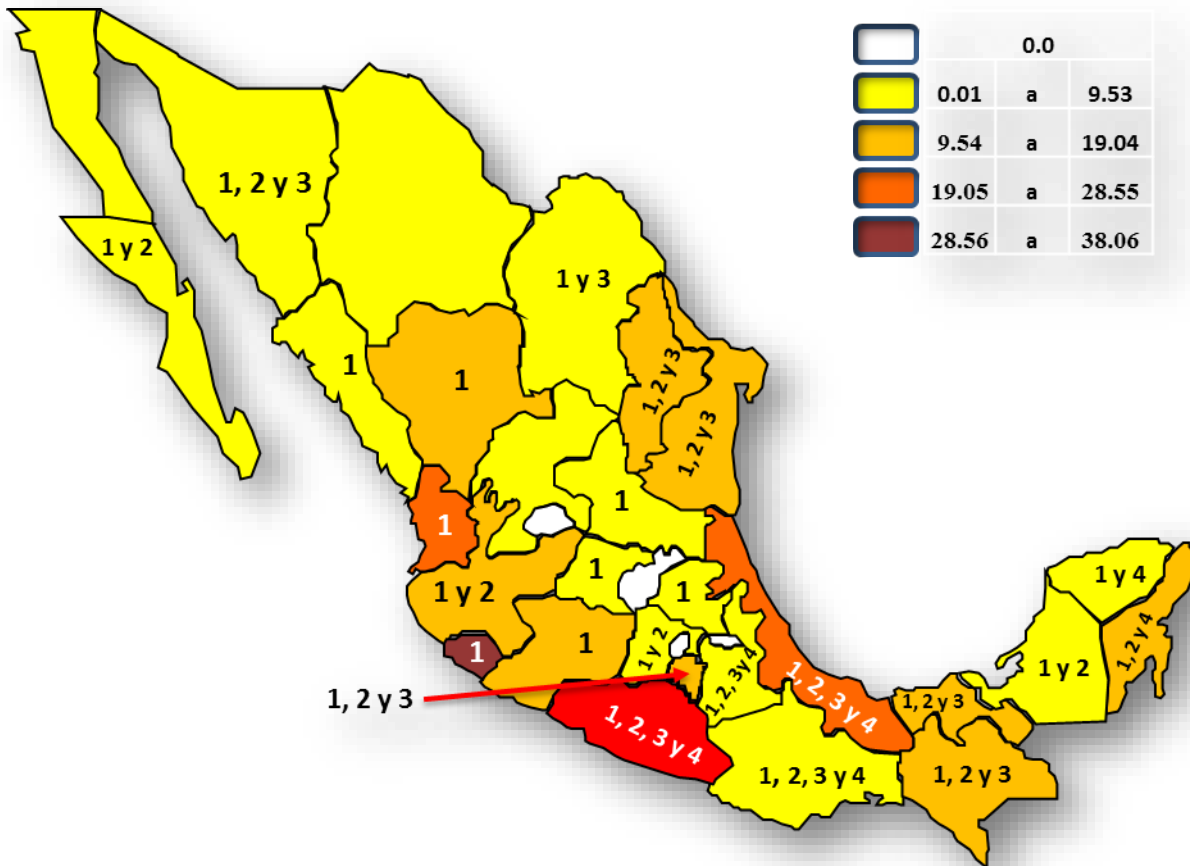 0.0
0.01 a 9.53
9.54 a 19.04
19.05 a 28.55
28.56 a 38.06
1, 2 y 3
1 y 2
1 y 3
1
1
1, 2 y 3
1, 2 y 3
1
1
1 y 2
1
1
1
1
1 y 2
1, 2, 3 y 4
1, 2 y 3
1, 2, 3 y 4
1, 2, 3 y 4
1, 2, 3 y 4
1, 2 y 3
1, 2 y 3
1 y 2
1 y 4
1, 2 y 4